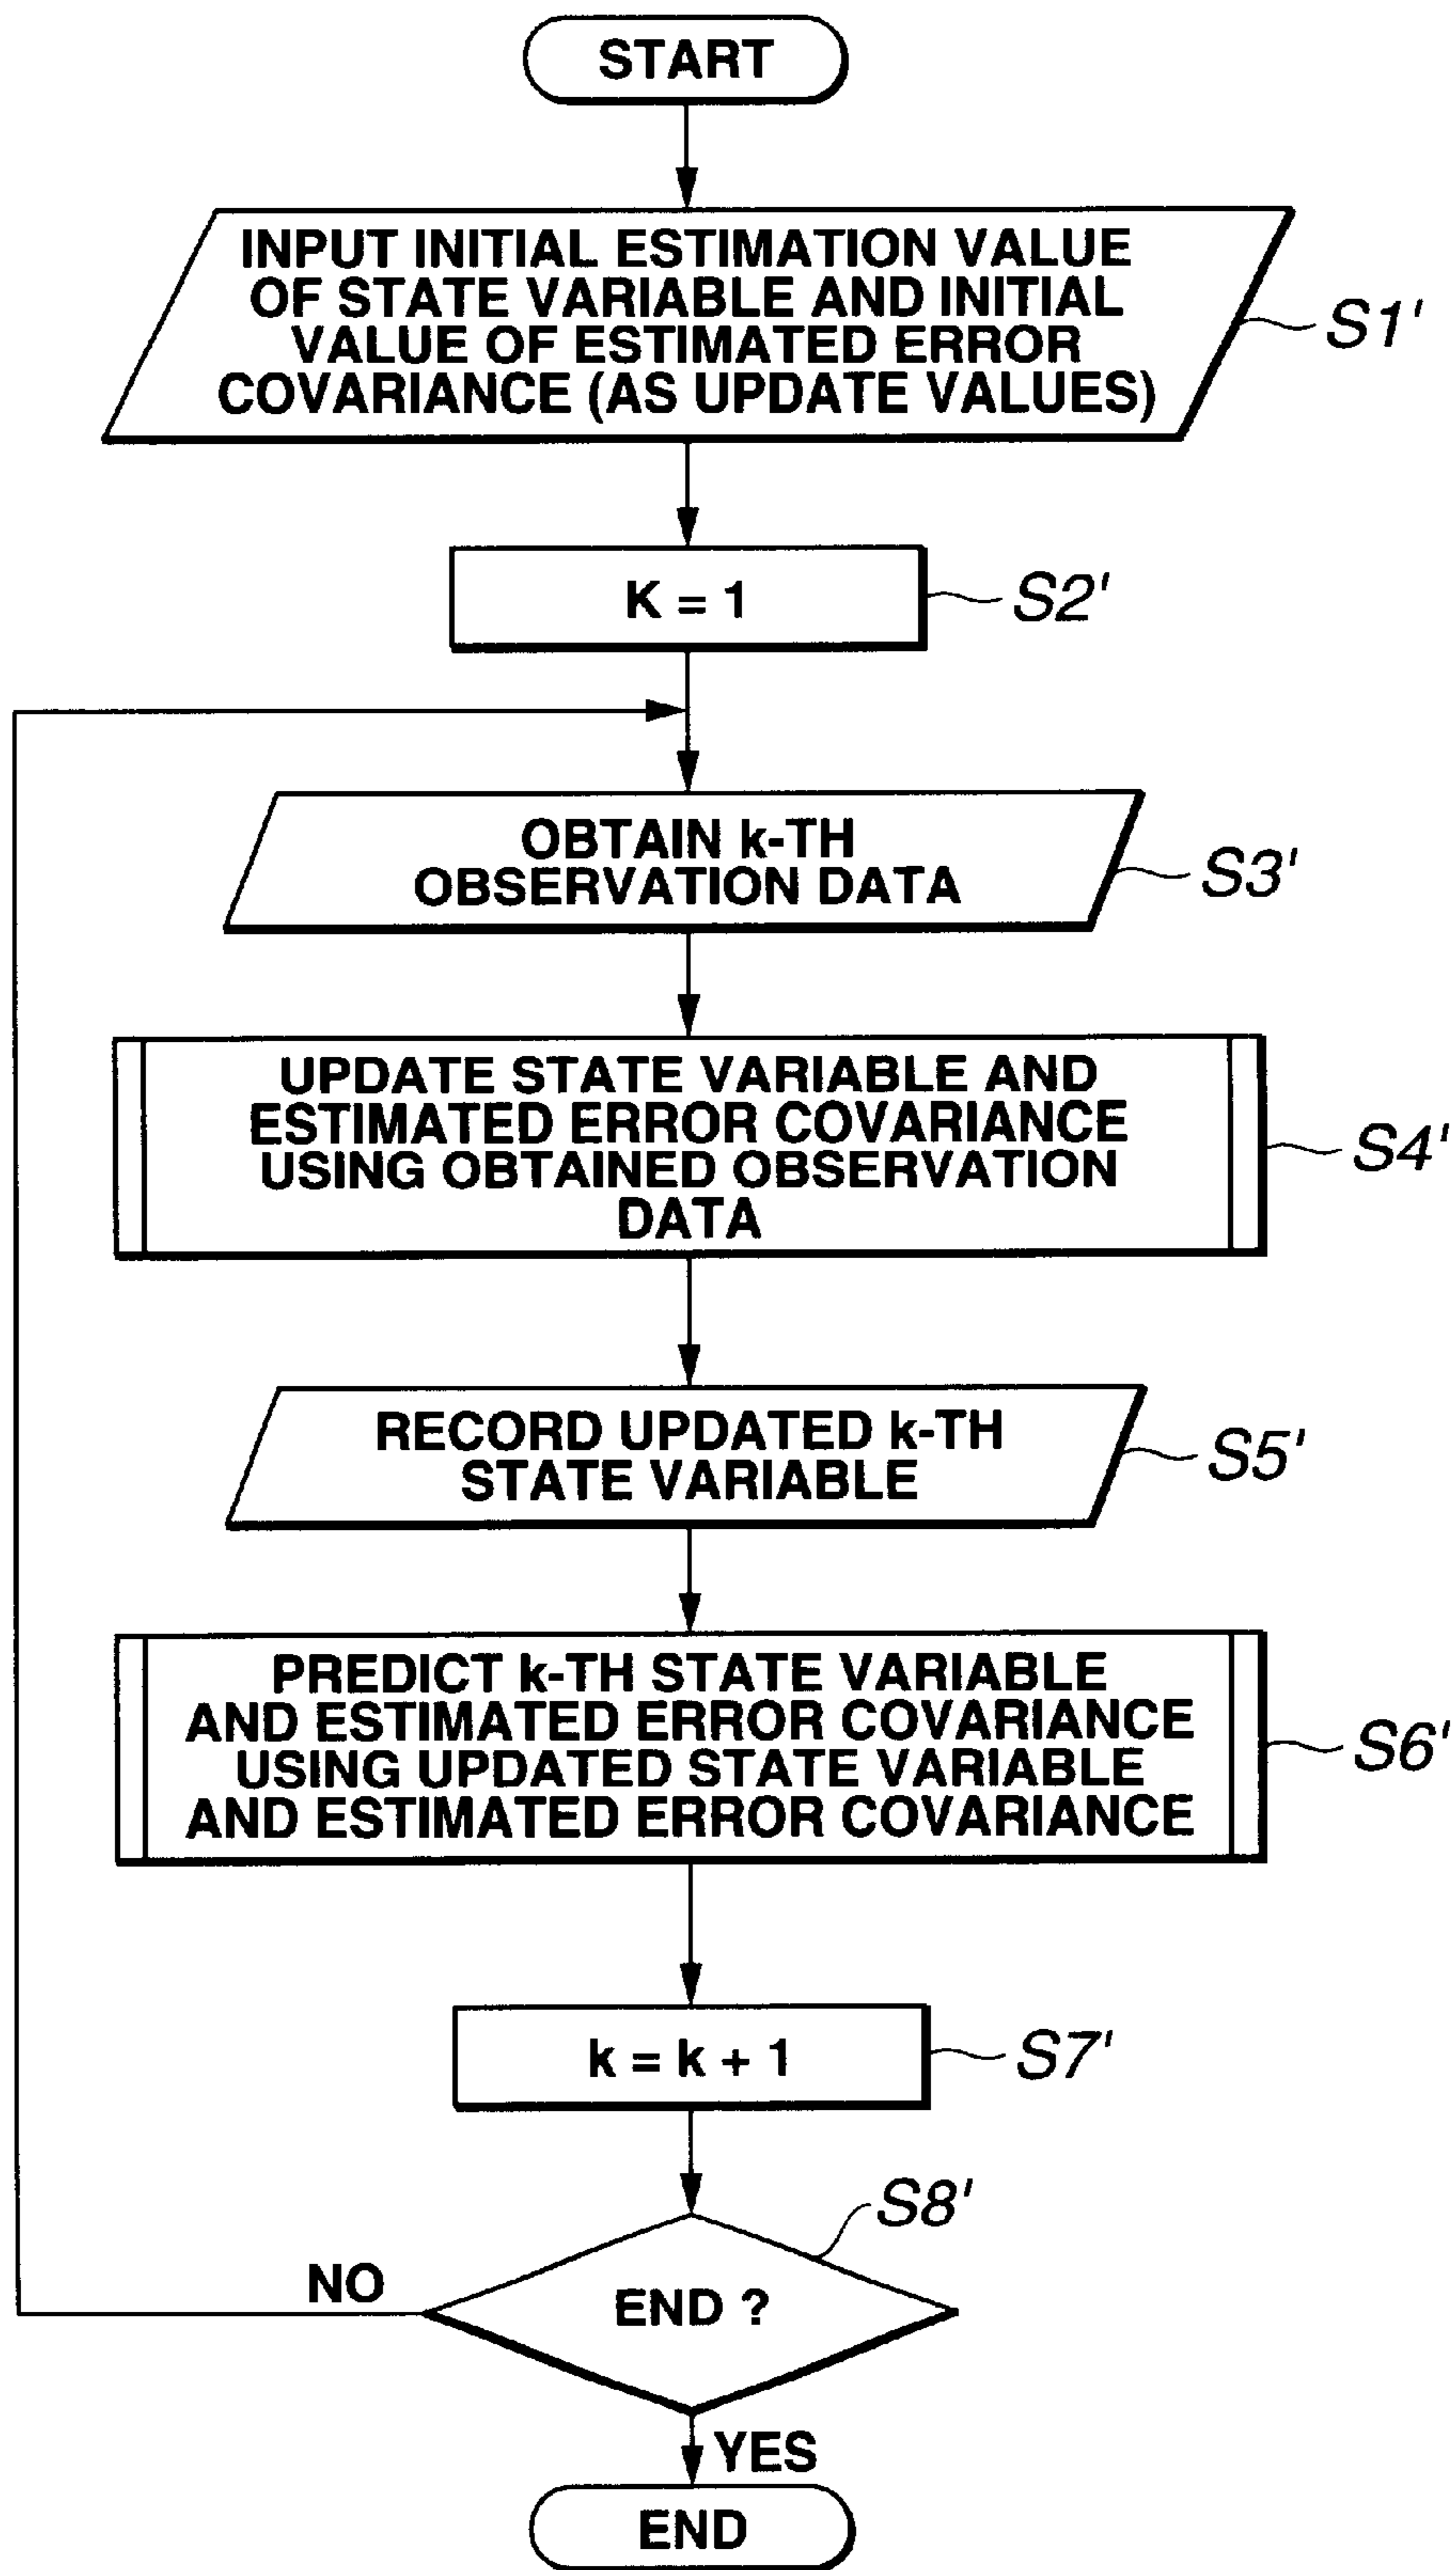 START
INPUT INITIAL ESTIMATION VALUE
OF STATE VARIABLE AND INITIAL
VALUE OF ESTIMATED ERROR
COVARIANCE (AS UPDATE VALUES)
S1'
K = 1
S2'
OBTAIN k-TH
OBSERVATION DATA
S3'
UPDATE STATE VARIABLE AND
ESTIMATED ERROR COVARIANCE
USING OBTAINED OBSERVATION
DATA
S4'
RECORD UPDATED k-TH
STATE VARIABLE
S5'
PREDICT k-TH STATE VARIABLE
AND ESTIMATED ERROR COVARIANCE
USING UPDATED STATE VARIABLE
AND ESTIMATED ERROR COVARIANCE
S6'
k = k + 1
S7'
S8'
NO
END ?
YES
END